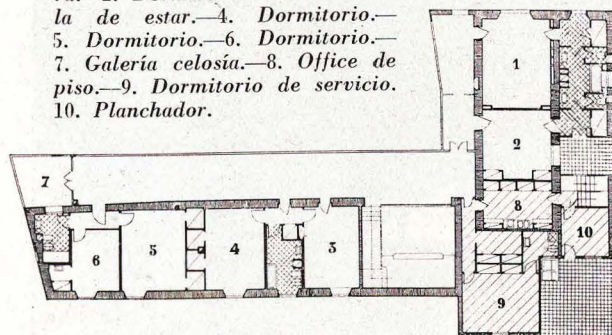 la de estar.—4. Dormitorio.—
5. Dormitorio.—6. Dormitorio.—
7. Galería celosía.—8. Office de
piso.—9. Dormitorio de servicio.
10. Planchador.
1
2
7
8
10
6
5
4
3
9